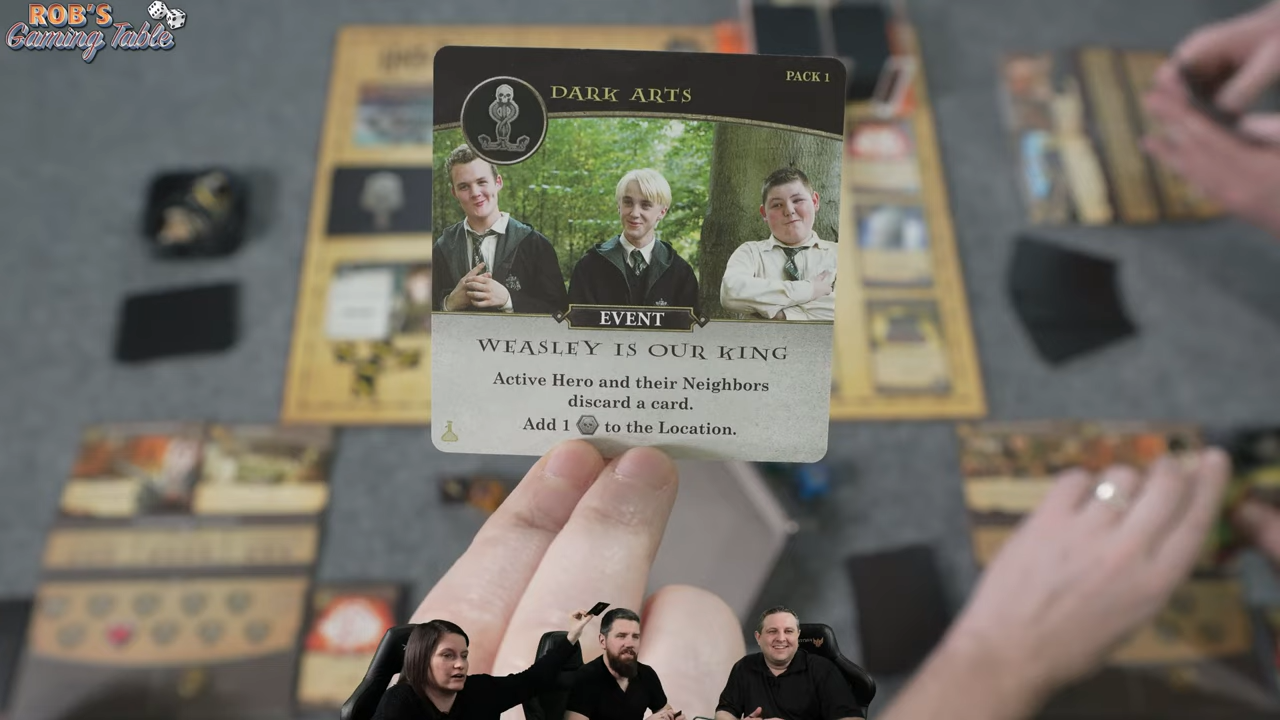 ROB'S
Gaming Table
PACK 1
DARK ARTS
EVENT
WEASLEY IS OUR KING
Active Hero and their Neighbors
discard a card.
Add 1 to the Location.